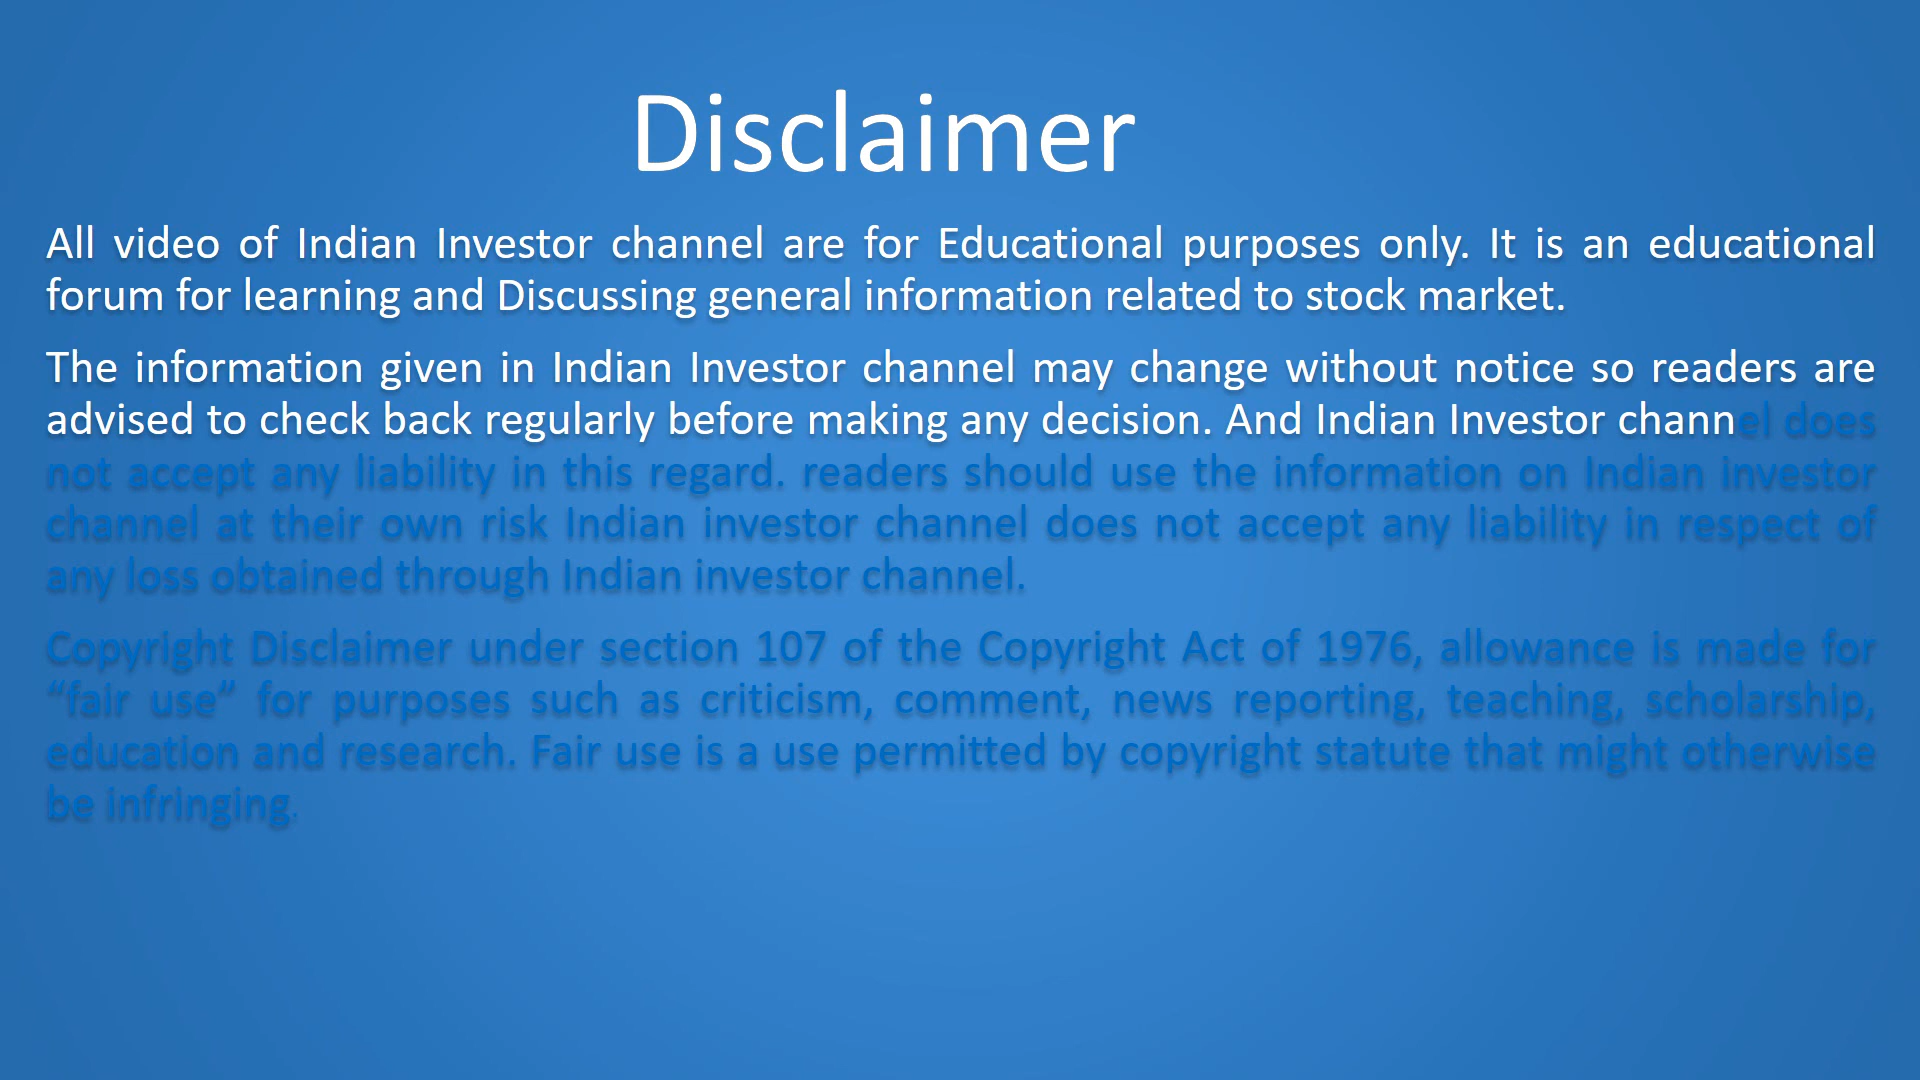 Disclaimer
All video of Indian Investor channel are for Educational purposes only. It is an educational
forum for learning and Discussing general information related to stock market.
The information given in Indian Investor channel may change without notice so readers are
advised to check back regularly before making any decision. And Indian Investor channel does
not accept any liability in this regard. readers should use the information on Indian investor
channel at their own risk Indian investor channel does not accept any liability in respect of
any loss obtained through Indian investor channel.
Copyright Disclaimer under section 107 of the Copyright Act of 1976, allowance is made for
“fair use” for purposes such as criticism, comment, news reporting, teaching, scholarship,
education and research. Fair use is a use permitted by copyright statute that might otherwise
be infringing.